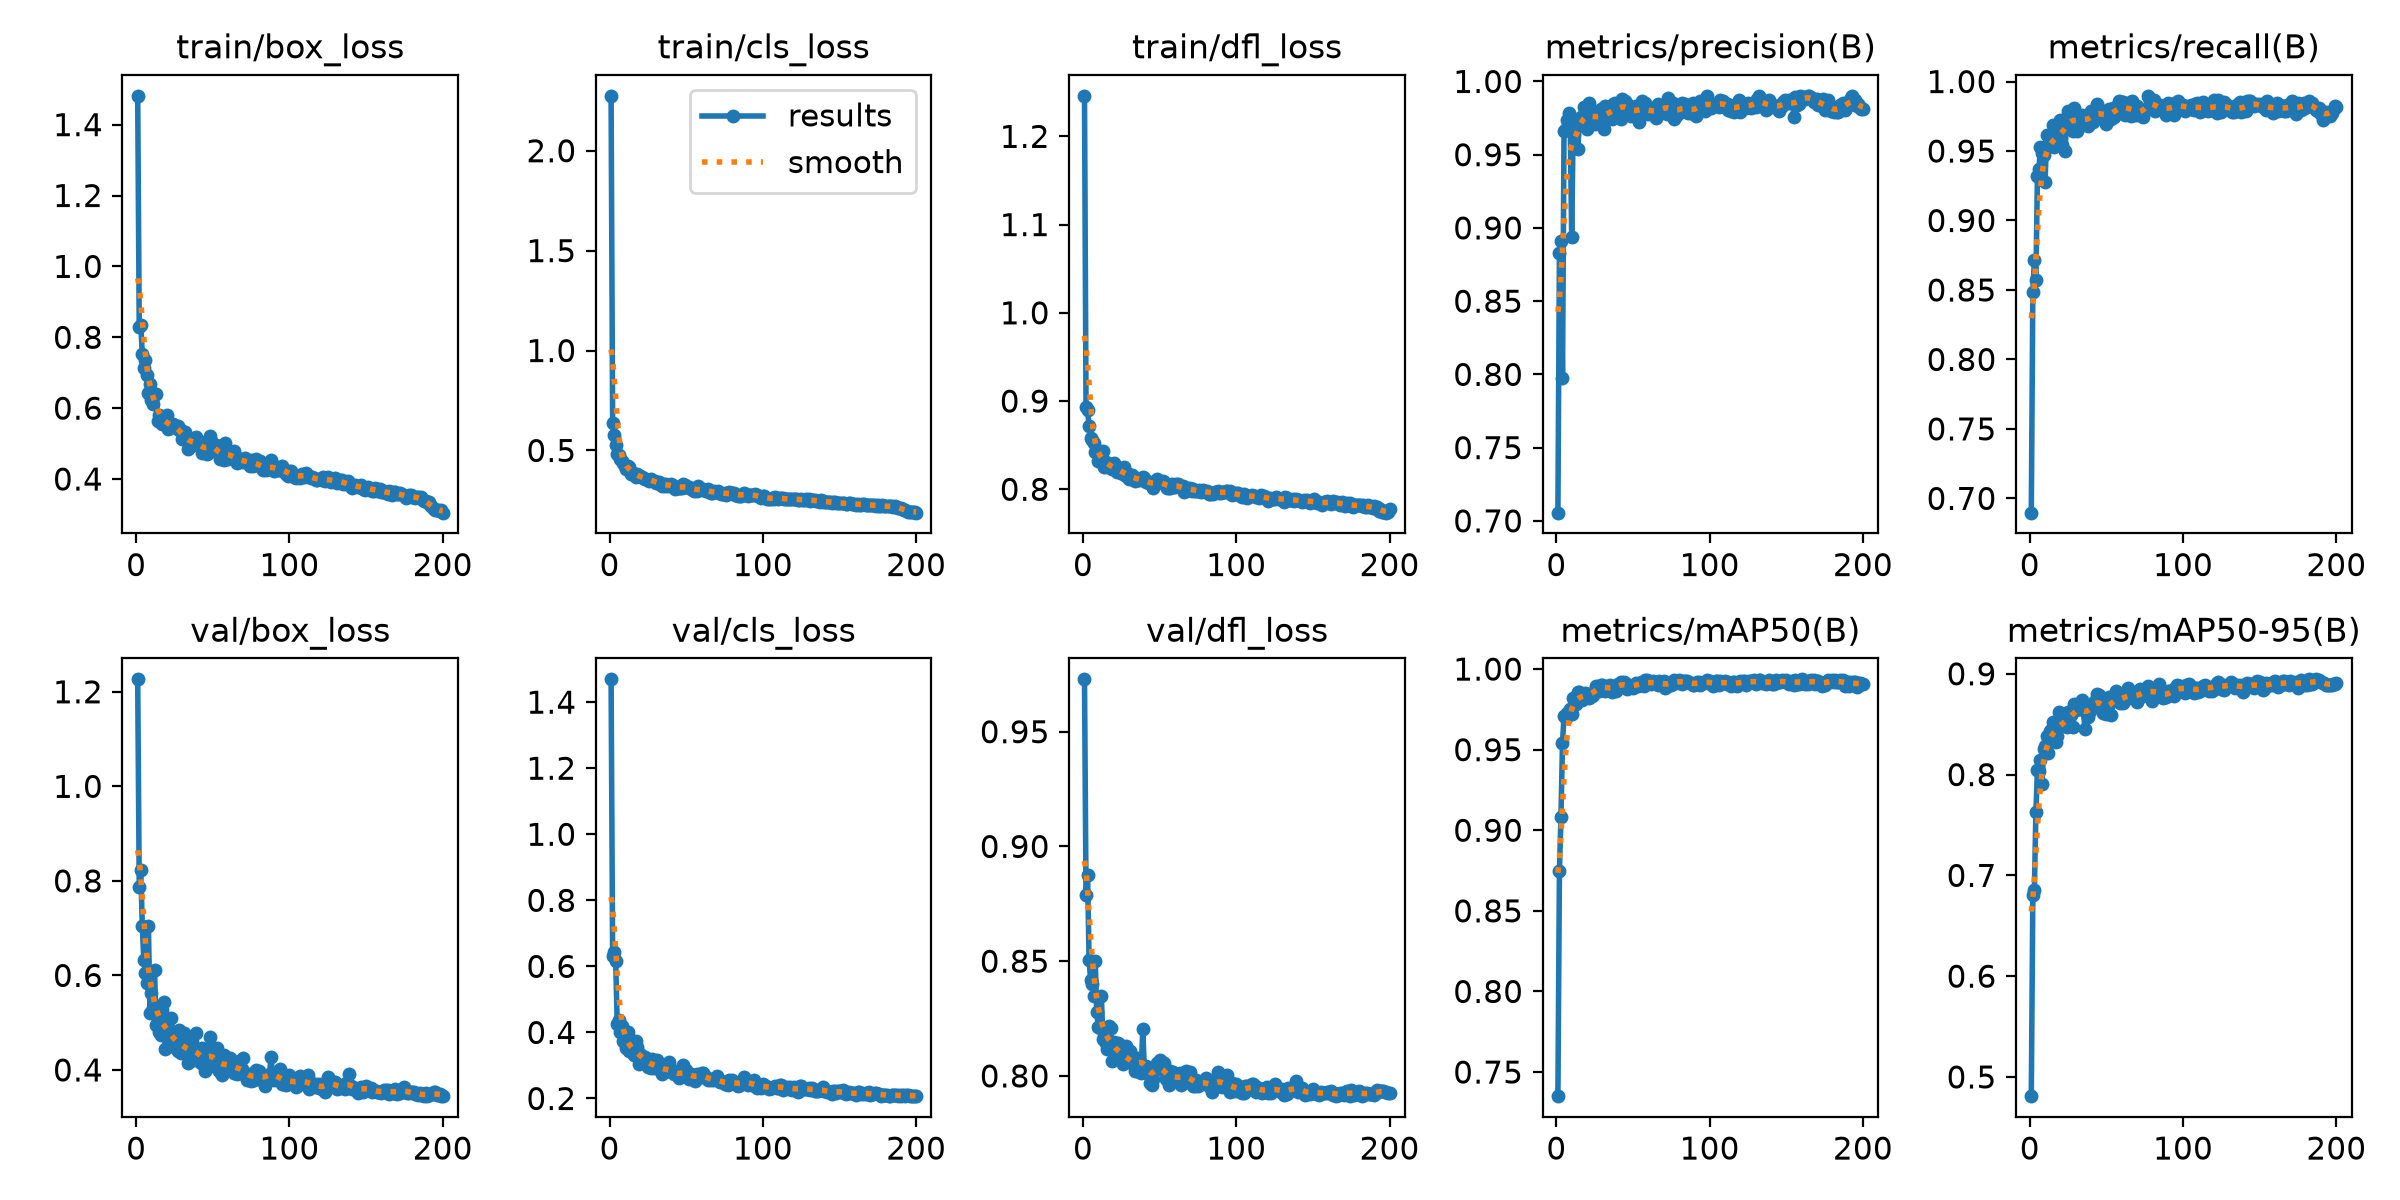 train/box_loss
train/cls_loss
train/dfl_loss
metrics/precision(B)
metrics/recall(B)
1.4
1.2
1.0
0.8
0.6
0.4
0 100 200
results
smooth
2.0
1.5
1.0
0.5
0 100 200
1.2
1.1
1.0
0.9
0.8
0 100 200
1.00
0.95
0.90
0.85
0.80
0.75
0.70
0 100 200
1.00
0.95
0.90
0.85
0.80
0.75
0.70
0 100 200
val/box_loss
val/cls_loss
val/dfl_loss
metrics/mAP50(B)
metrics/mAP50-95(B)
1.2
1.0
0.8
0.6
0.4
0 100 200
1.4
1.2
1.0
0.8
0.6
0.4
0.2
0 100 200
0.95
0.90
0.85
0.80
0 100 200
1.00
0.95
0.90
0.85
0.80
0.75
0 100 200
0.9
0.8
0.7
0.6
0.5
0 100 200